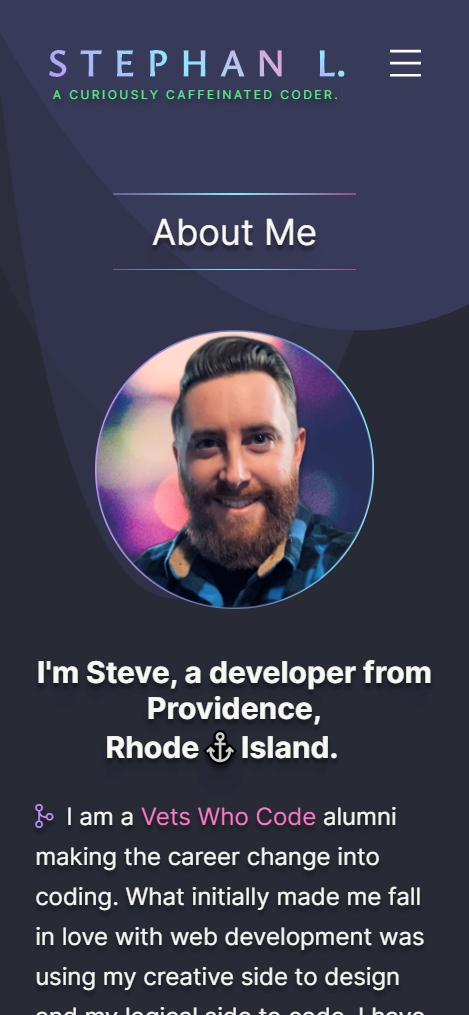 STEPHAN L.
A CURIOUSLY CAFFEINATED CODER.
About Me
I'm Steve, a developer from
Providence,
Rhode ⚓ Island.
I am a Vets Who Code alumni
making the career change into
coding. What initially made me fall
in love with web development was
using my creative side to design
and my logical side to code. I have